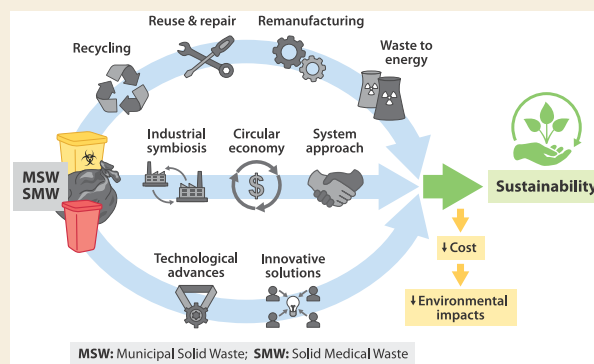 Reuse & repair
Remanufacturing
Recycling
Waste to
energy
Industrial
symbiosis
Circular
economy
System
approach
$
MSW
SMW
Sustainability
↓ Cost
Technological
advances
Innovative
solutions
↓ Environmental
impacts
MSW: Municipal Solid Waste; SMW: Solid Medical Waste